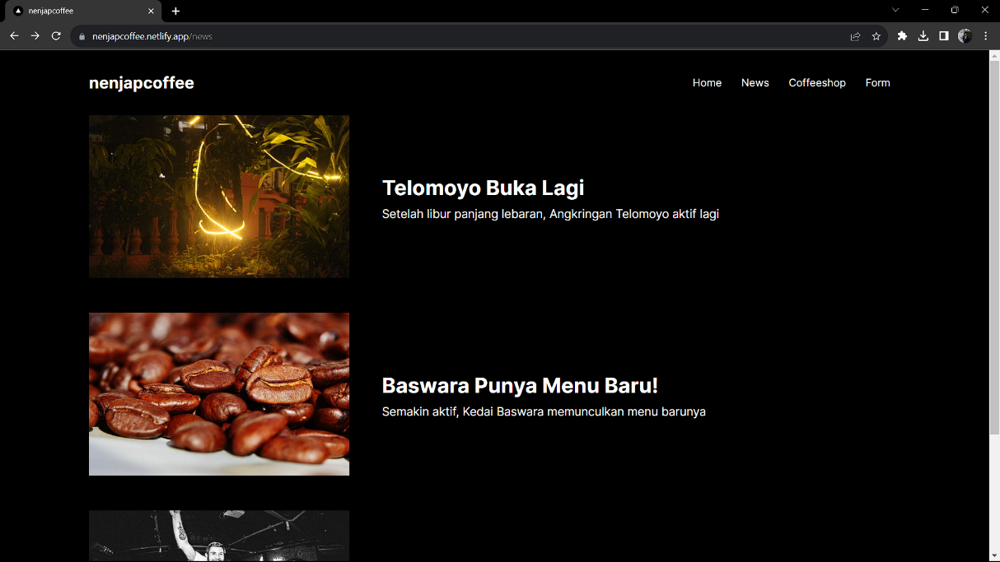 nenjapcoffee
nenjapcoffee.netlify.app/news
nenjapcoffee
Home News Coffeeshop Form
Telomoyo Buka Lagi
Setelah libur panjang lebaran, Angkringan Telomoyo aktif lagi
Baswara Punya Menu Baru!
Semakin aktif, Kedai Baswara memunculkan menu barunya